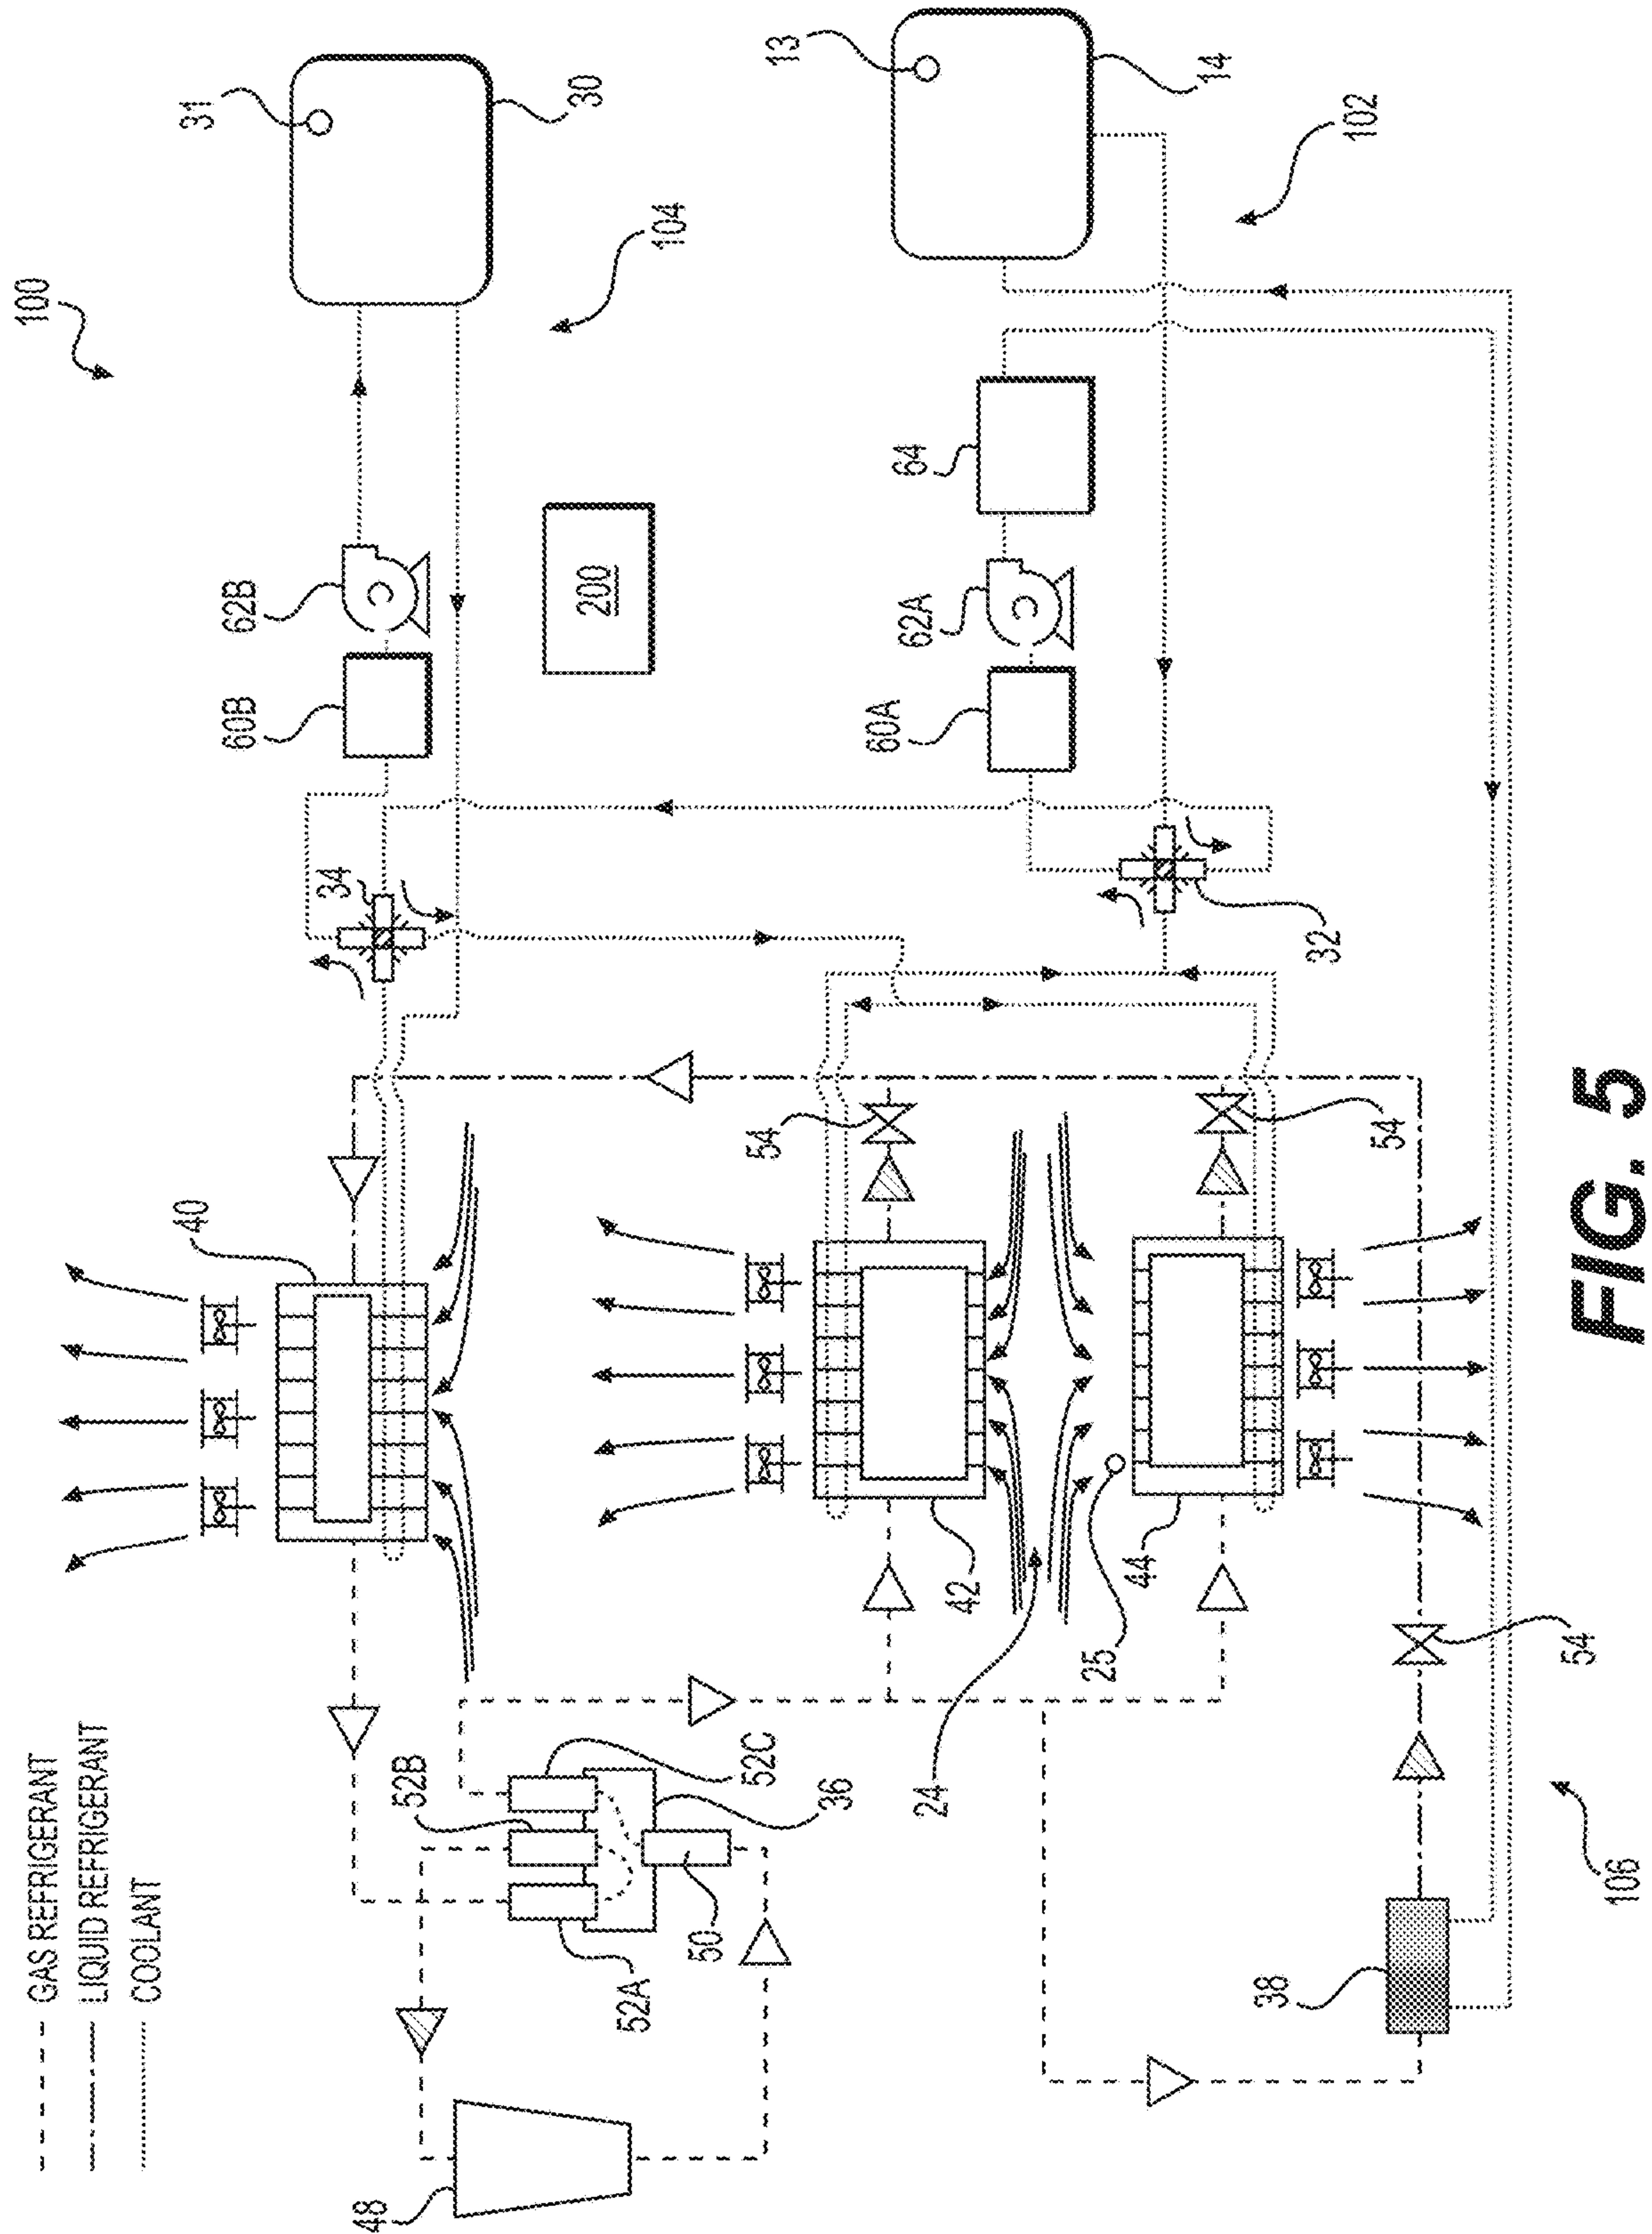 GAS REFRIGERANT
LIQUID REFRIGERANT
COOLANT
100
31
30
104
13
14
102
62B
60B
200
64
62A
60A
34
32
40
54
54
42
44
25
24
54
52B
52C
36
50
52A
48
38
106
FIG. 5